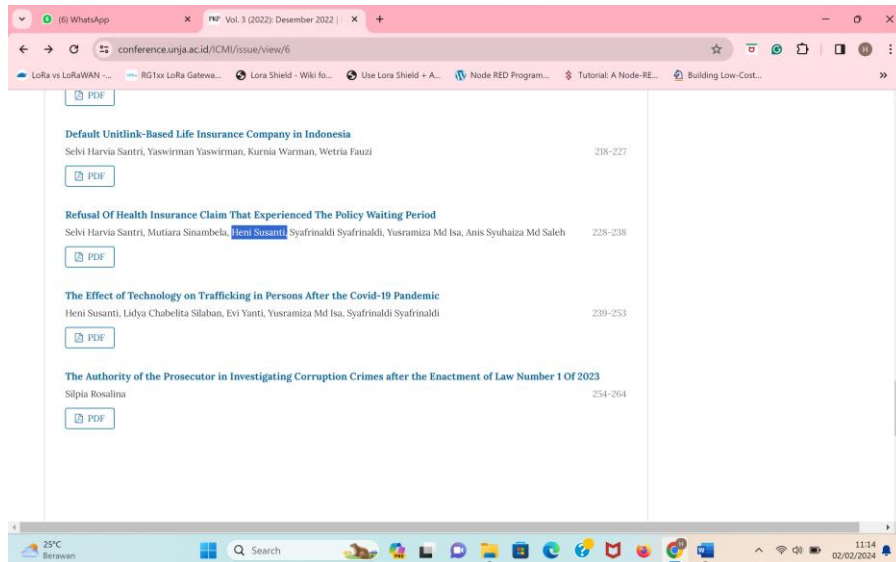 (6) WhatsApp
Vol. 3 (2022): Desember 2022 |
conference.unja.ac.id/ICMI/issue/view/6
LoRa vs LoRaWAN -...
RG1xx LoRa Gatewa...
Lora Shield - Wiki fo...
Use Lora Shield + A...
Node RED Program...
Tutorial: A Node-RE...
Building Low-Cost...
PDF
Default Unitlink-Based Life Insurance Company in Indonesia
Selvi Harvia Santri, Yaswirman Yaswirman, Kurnia Warman, Wetria Fauzi 218-227
PDF
Refusal Of Health Insurance Claim That Experienced The Policy Waiting Period
Selvi Harvia Santri, Mutiara Sinambela, Heni Susanti, Syafrinaldi Syafrinaldi, Yusramiza Md Isa, Anis Syuhaiza Md Saleh 228-238
PDF
The Effect of Technology on Trafficking in Persons After the Covid-19 Pandemic
Heni Susanti, Lidya Chabelita Silaban, Evi Yanti, Yusramiza Md Isa, Syafrinaldi Syafrinaldi 239-253
PDF
The Authority of the Prosecutor in Investigating Corruption Crimes after the Enactment of Law Number 1 Of 2023
Silpia Rosalina 254-264
PDF
25°C
Berawan
Search
11:14
02/02/2024